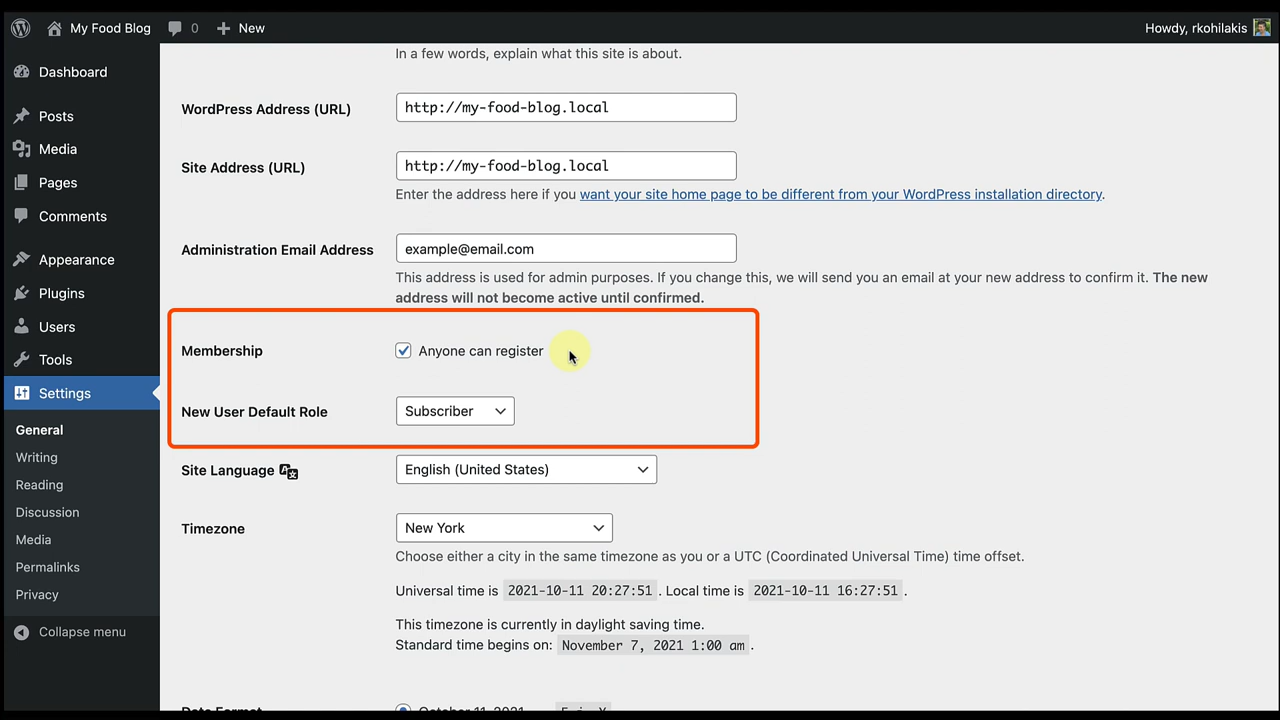 My Food Blog 0 New Howdy, rkohilakis
Dashboard
Posts
Media
Pages
Comments
Appearance
Plugins
Users
Tools
Settings
General
Writing
Reading
Discussion
Media
Permalinks
Privacy
Collapse menu
In a few words, explain what this site is about.
WordPress Address (URL) http://my-food-blog.local
Site Address (URL) http://my-food-blog.local
Enter the address here if you want your site home page to be different from your WordPress installation directory.
Administration Email Address example@email.com
This address is used for admin purposes. If you change this, we will send you an email at your new address to confirm it. The new
address will not become active until confirmed.
Membership Anyone can register
New User Default Role Subscriber
Site Language English (United States)
Timezone New York
Choose either a city in the same timezone as you or a UTC (Coordinated Universal Time) time offset.
Universal time is 2021-10-11 20:27:51 . Local time is 2021-10-11 16:27:51 .
This timezone is currently in daylight saving time.
Standard time begins on: November 7, 2021 1:00 am .
Date Format October 11, 2021